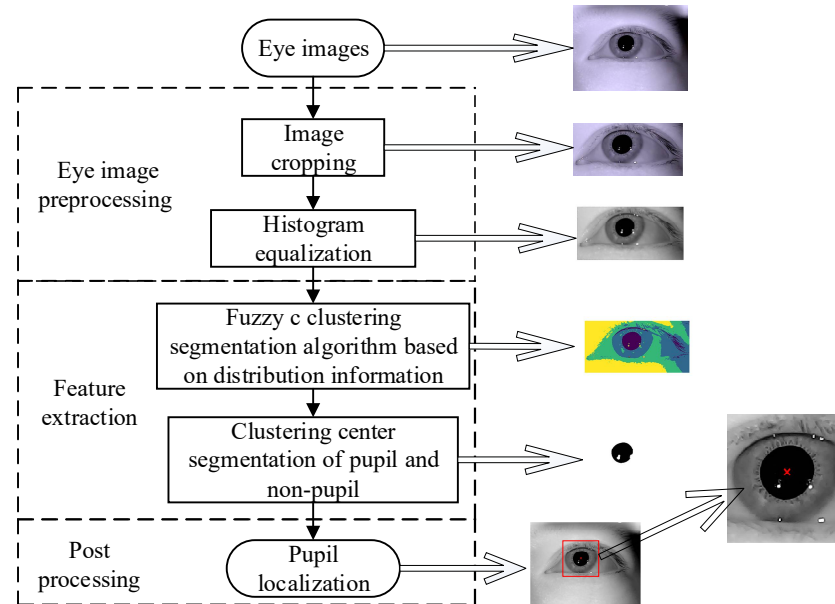 Eye images
Eye image
preprocessing
Image
cropping
Histogram
equalization
Feature
extraction
Fuzzy c clustering
segmentation algorithm based
on distribution information
Clustering center
segmentation of pupil and
non-pupil
Post
processing
Pupil
localization